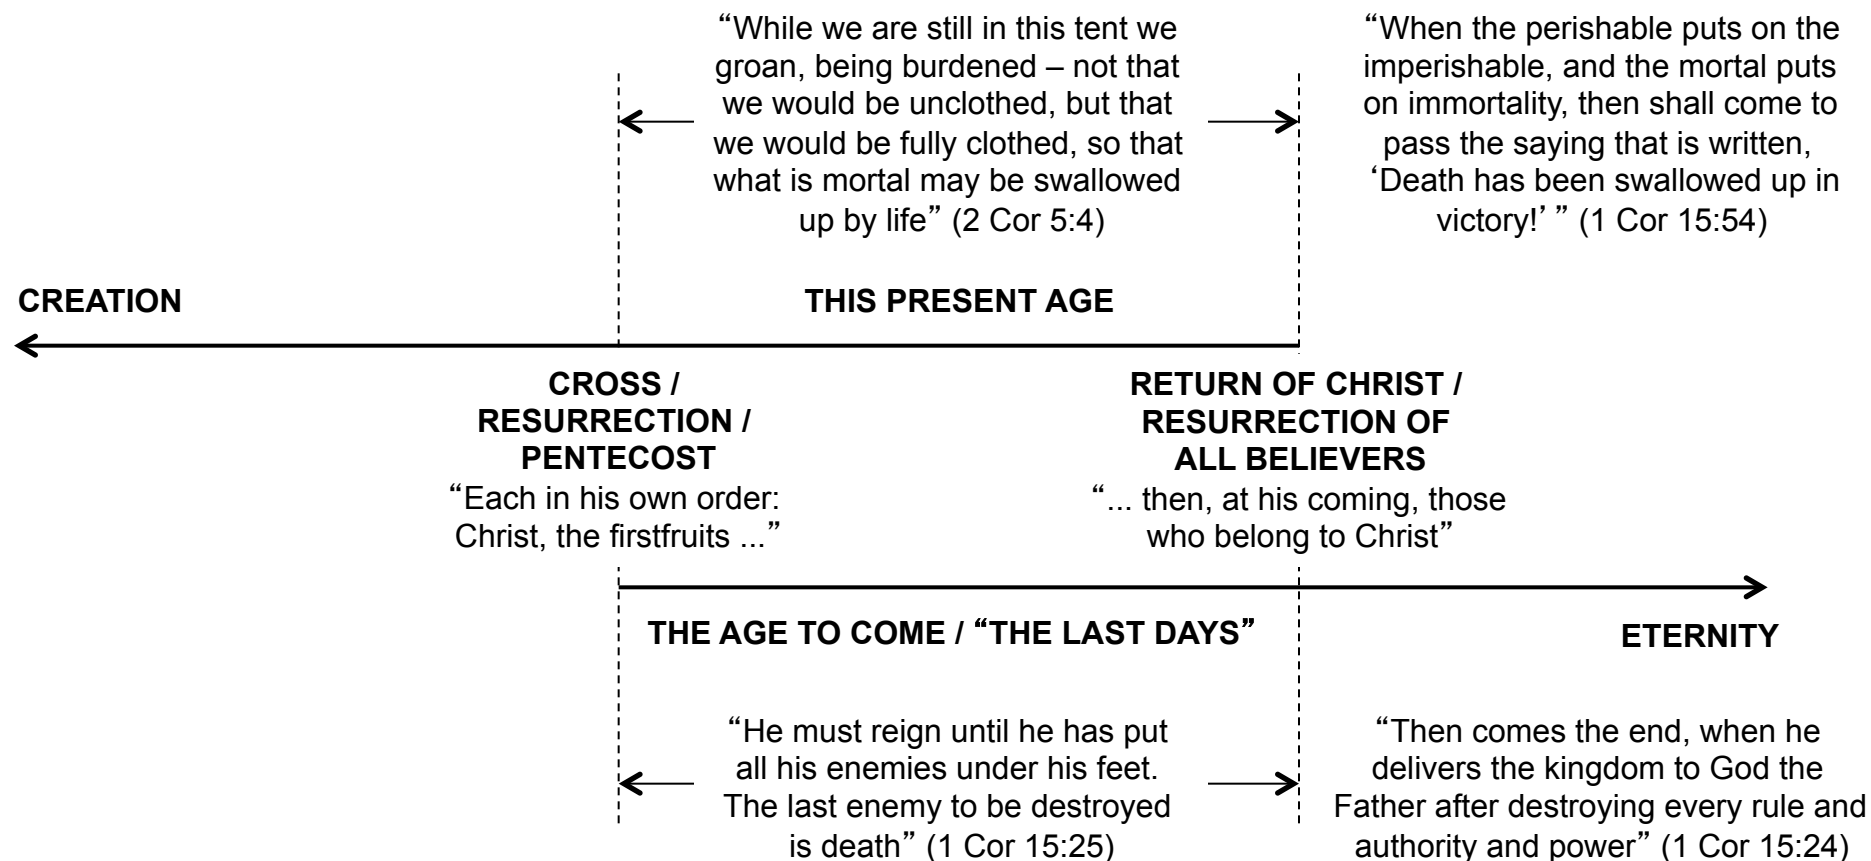 “While we are still in this tent we
groan, being burdened – not that
we would be unclothed, but that
we would be fully clothed, so that
what is mortal may be swallowed
up by life” (2 Cor 5:4)
“When the perishable puts on the
imperishable, and the mortal puts
on immortality, then shall come to
pass the saying that is written,
‘Death has been swallowed up in
victory!’ ” (1 Cor 15:54)
CREATION
THIS PRESENT AGE
CROSS /
RESURRECTION /
PENTECOST
“Each in his own order:
Christ, the firstfruits ...”
RETURN OF CHRIST /
RESURRECTION OF
ALL BELIEVERS
“... then, at his coming, those
who belong to Christ”
THE AGE TO COME / “THE LAST DAYS”
ETERNITY
“He must reign until he has put
all his enemies under his feet.
The last enemy to be destroyed
is death” (1 Cor 15:25)
“Then comes the end, when he
delivers the kingdom to God the
Father after destroying every rule and
authority and power” (1 Cor 15:24)